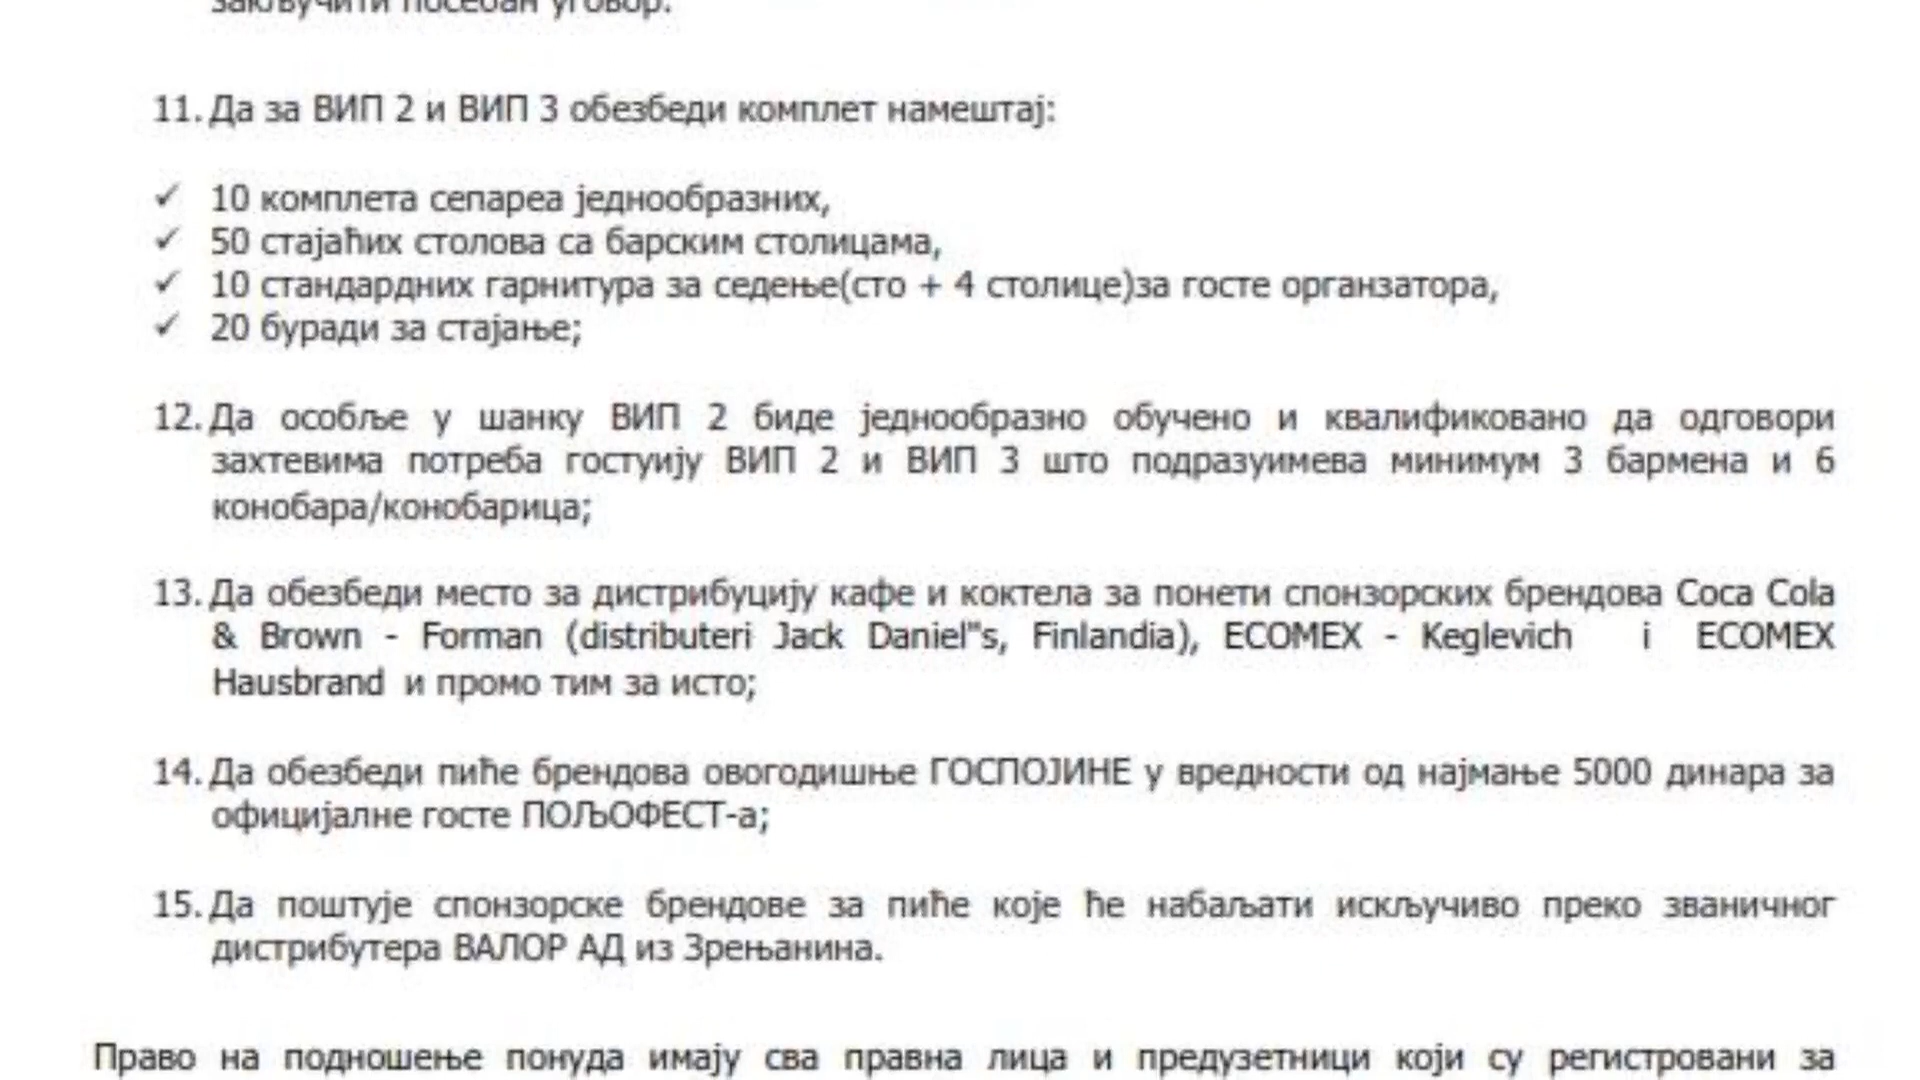 закључити посебан уговор.
11. Да за ВИП 2 и ВИП 3 обезбеди комплет намештај:
✓ 10 комплета сепареа једнообразних,
✓ 50 стајаћих столова са барским столицама,
✓ 10 стандардних гарнитура за седење(сто + 4 столице)за госте органзатора,
✓ 20 буради за стајање;
12. Да особље у шанку ВИП 2 биде једнообразно обучено и квалификовано да одговори
захтевима потреба гостуију ВИП 2 и ВИП 3 што подразуимева минимум 3 бармена и 6
конобара/конобарица;
13. Да обезбеди место за дистрибуцију кафе и коктела за понети спонзорских брендова Coca Cola
& Brown - Forman (distributeri Jack Daniel"s, Finlandia), ECOMEX - Keglevich i ECOMEX
Hausbrand и промо тим за исто;
14. Да обезбеди пиће брендова овогодишње ГОСПОЈИНЕ у вредности од најмање 5000 динара за
официјалне госте ПОЉОФЕСТ-а;
15. Да поштује спонзорске брендове за пиће које ће набаљати искључиво преко званичног
дистрибутера ВАЛОР АД из Зрењанина.
Право на подношење понуда имају сва правна лица и предузетници који су регистровани за